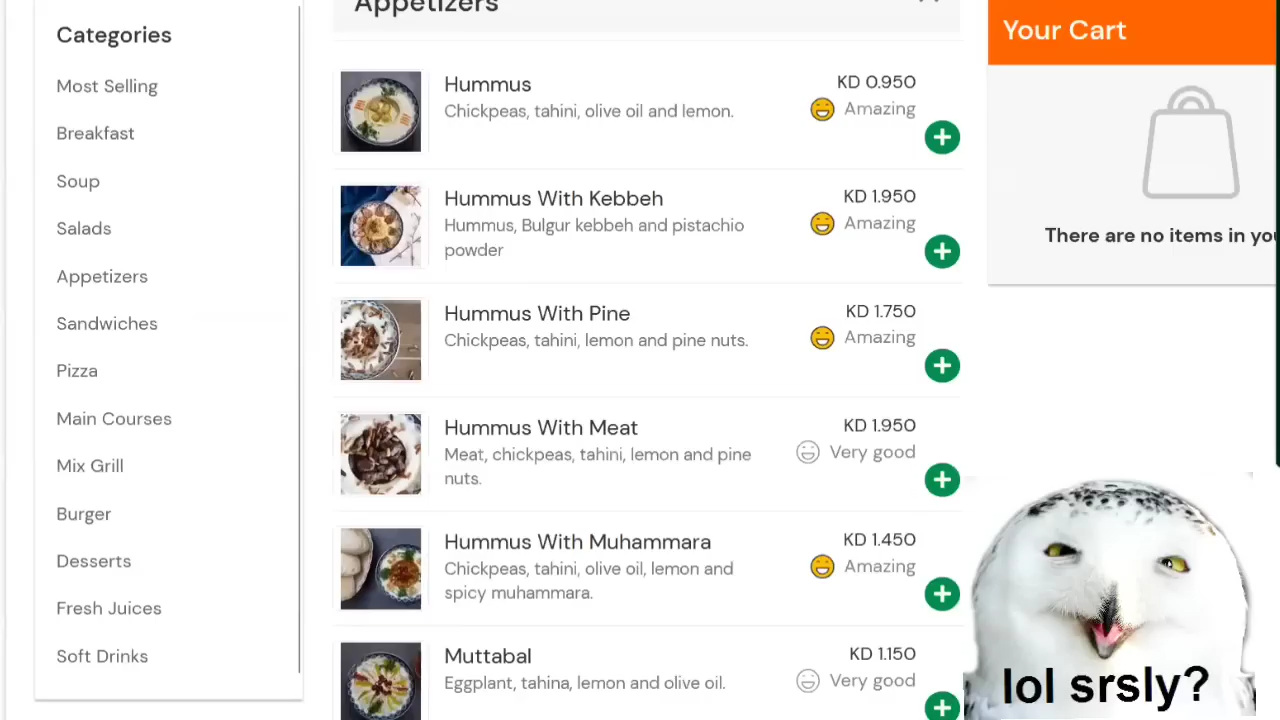 Categories
Most Selling
Breakfast
Soup
Salads
Appetizers
Sandwiches
Pizza
Main Courses
Mix Grill
Burger
Desserts
Fresh Juices
Soft Drinks
Appetizers
Hummus
Chickpeas, tahini, olive oil and lemon.
KD 0.950
Amazing
Hummus With Kebbeh
Hummus, Bulgur kebbeh and pistachio
powder
KD 1.950
Amazing
Hummus With Pine
Chickpeas, tahini, lemon and pine nuts.
KD 1.750
Amazing
Hummus With Meat
Meat, chickpeas, tahini, lemon and pine
nuts.
KD 1.950
Very good
Hummus With Muhammara
Chickpeas, tahini, olive oil, lemon and
spicy muhammara.
KD 1.450
Amazing
Muttabal
Eggplant, tahina, lemon and olive oil.
KD 1.150
Very good
Your Cart
There are no items in
lol srsly?